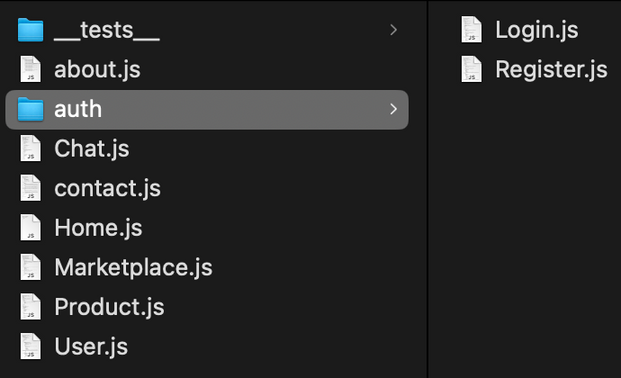 __tests__
about.js
auth
Chat.js
contact.js
Home.js
Marketplace.js
Product.js
User.js
Login.js
Register.js